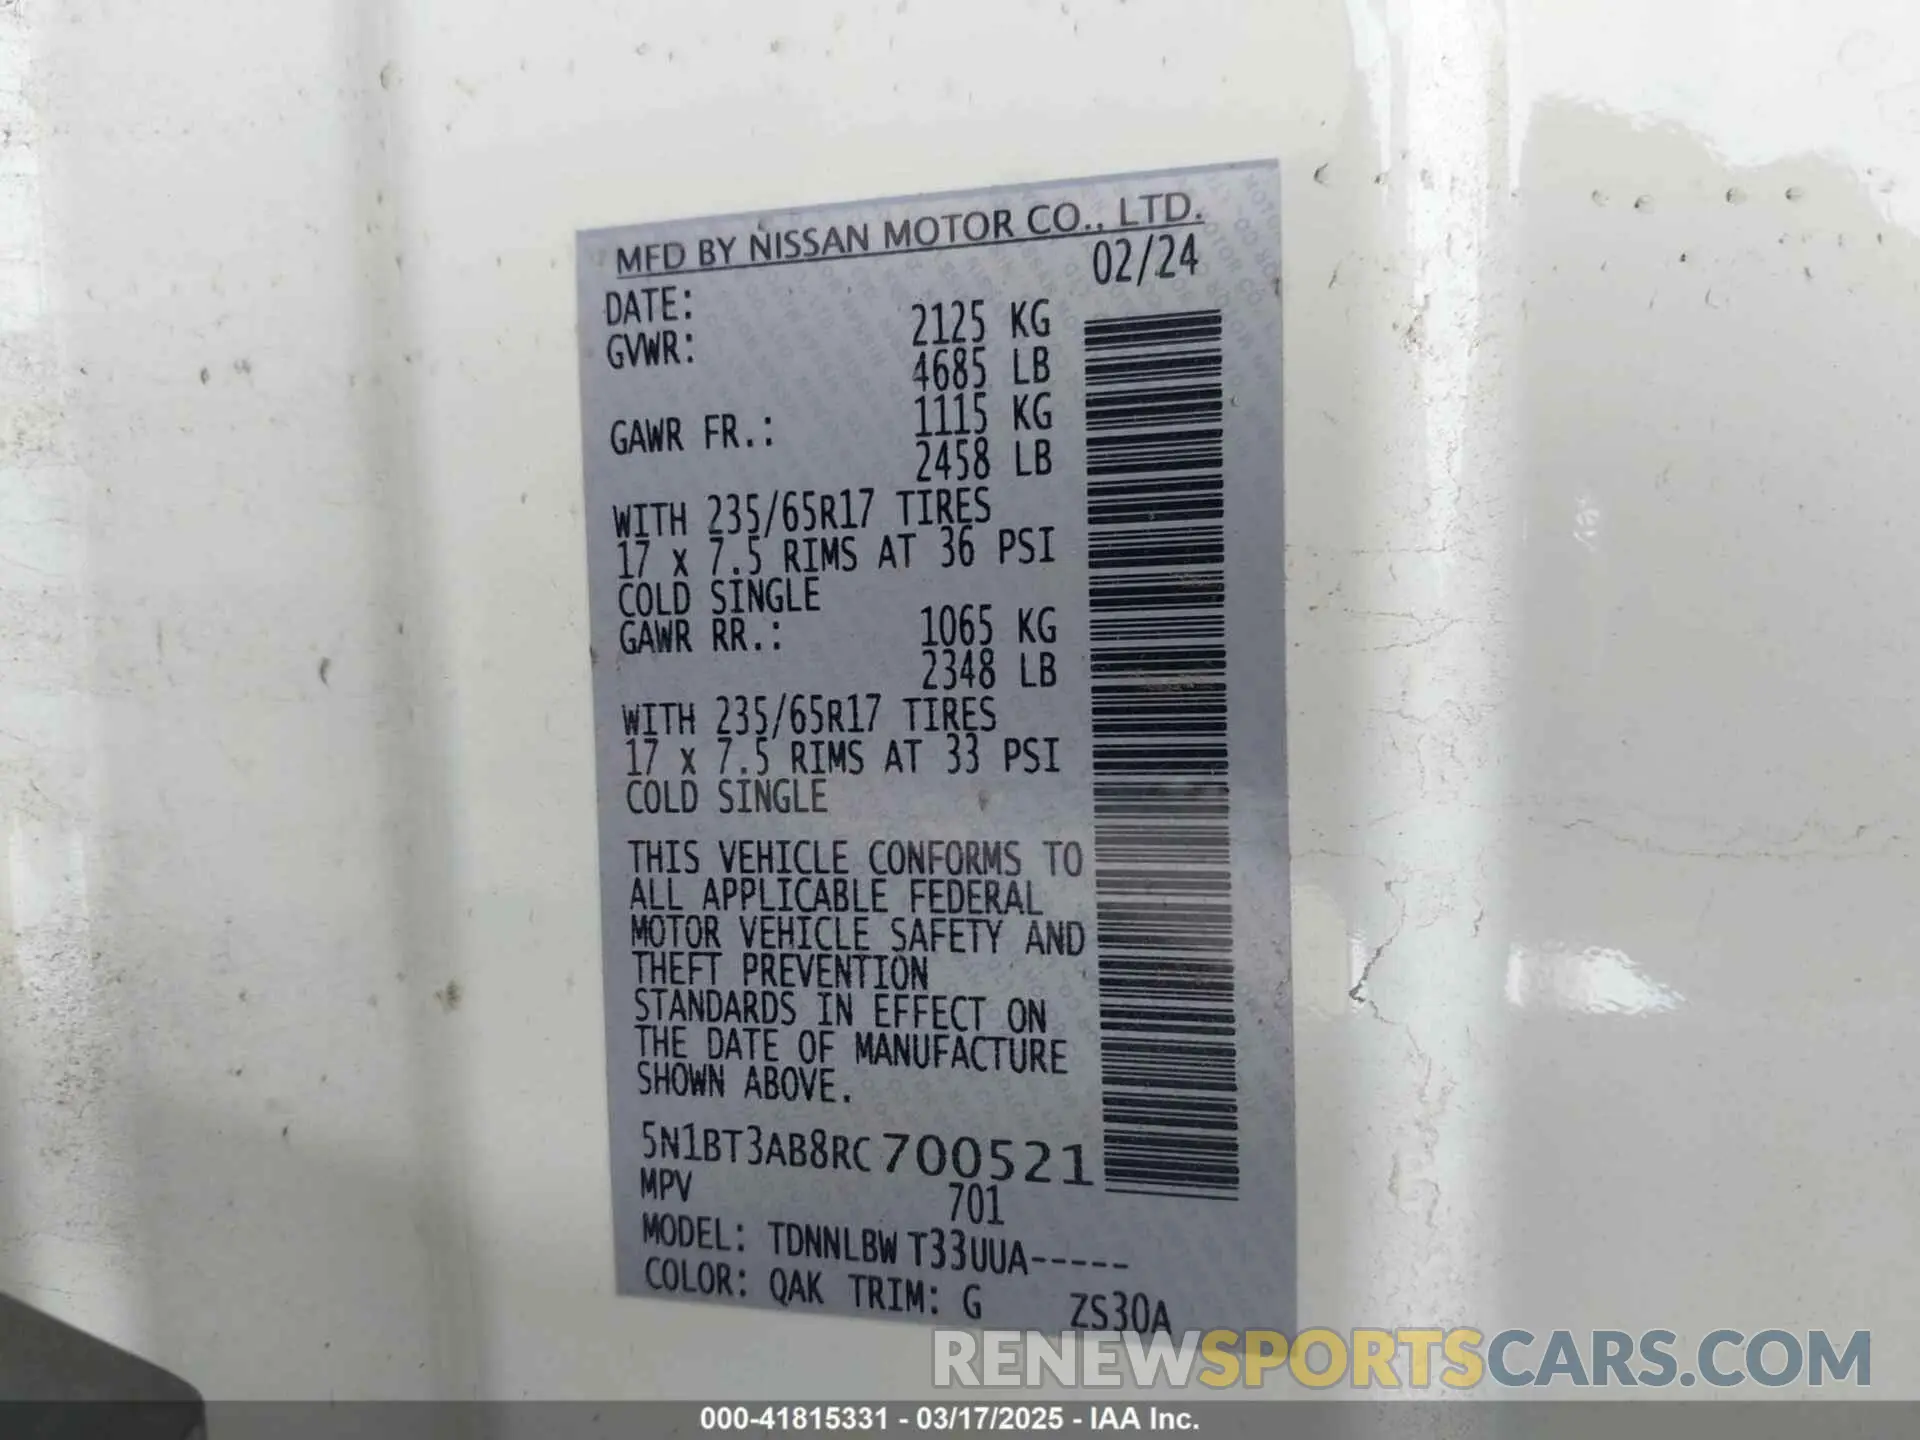 MFD BY NISSAN MOTOR CO., LTD.
DATE: 02/24
GVWR: 2125 KG
4685 LB
GAWR FR.: 1115 KG
2458 LB
WITH 235/65R17 TIRES
17 x 7.5 RIMS AT 36 PSI
COLD SINGLE
GAWR RR.: 1065 KG
2348 LB
WITH 235/65R17 TIRES
17 x 7.5 RIMS AT 33 PSI
COLD SINGLE
THIS VEHICLE CONFORMS TO
ALL APPLICABLE FEDERAL
MOTOR VEHICLE SAFETY AND
THEFT PREVENTION
STANDARDS IN EFFECT ON
THE DATE OF MANUFACTURE
SHOWN ABOVE.
5N1BT3AB8RC700521
MPV 701
MODEL: TDNNLBW T33UUA-----
COLOR: QAK TRIM: G ZS30A
RENEWSPORTSCARS.COM
000-41815331 - 03/17/2025 - IAA Inc.